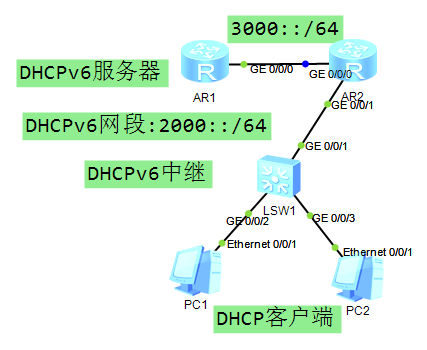 3000::/64
DHCPv6服务器
GE 0/0/0
GE 0/0/0
AR1
AR2
GE 0/0/1
DHCPv6网段:2000::/64
GE 0/0/1
DHCPv6中继
LSW1
GE 0/0/2
GE 0/0/3
Ethernet 0/0/1
Ethernet 0/0/1
PC1
PC2
DHCP客户端